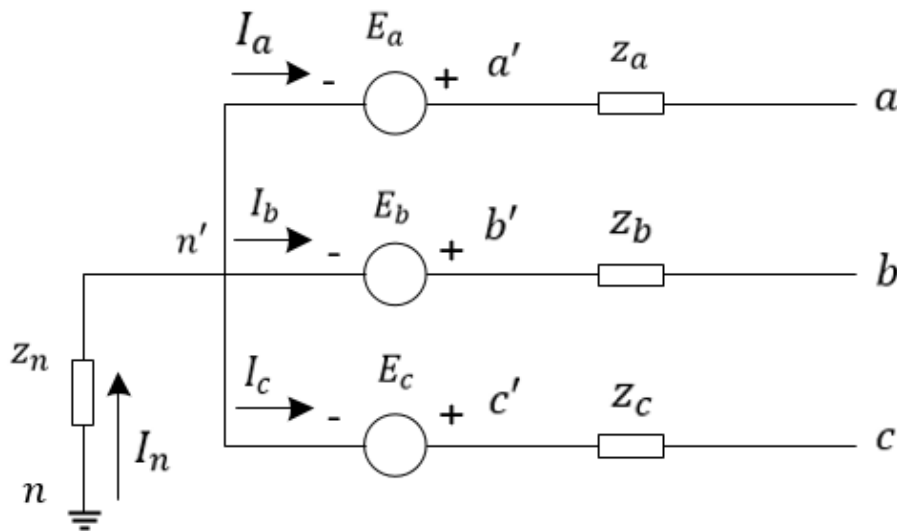 I_a E_a
- + a′ z_a a
I_b E_b
n′ - + b′ z_b b
z_n I_c E_c
- + c′ z_c c
I_n
n